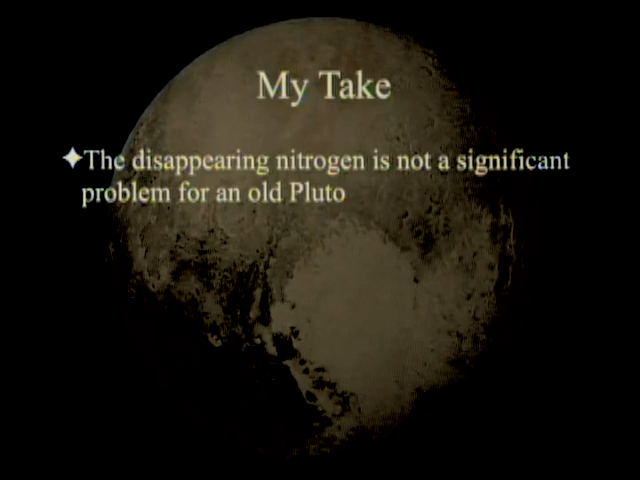 My Take
✦The disappearing nitrogen is not a significant
problem for an old Pluto